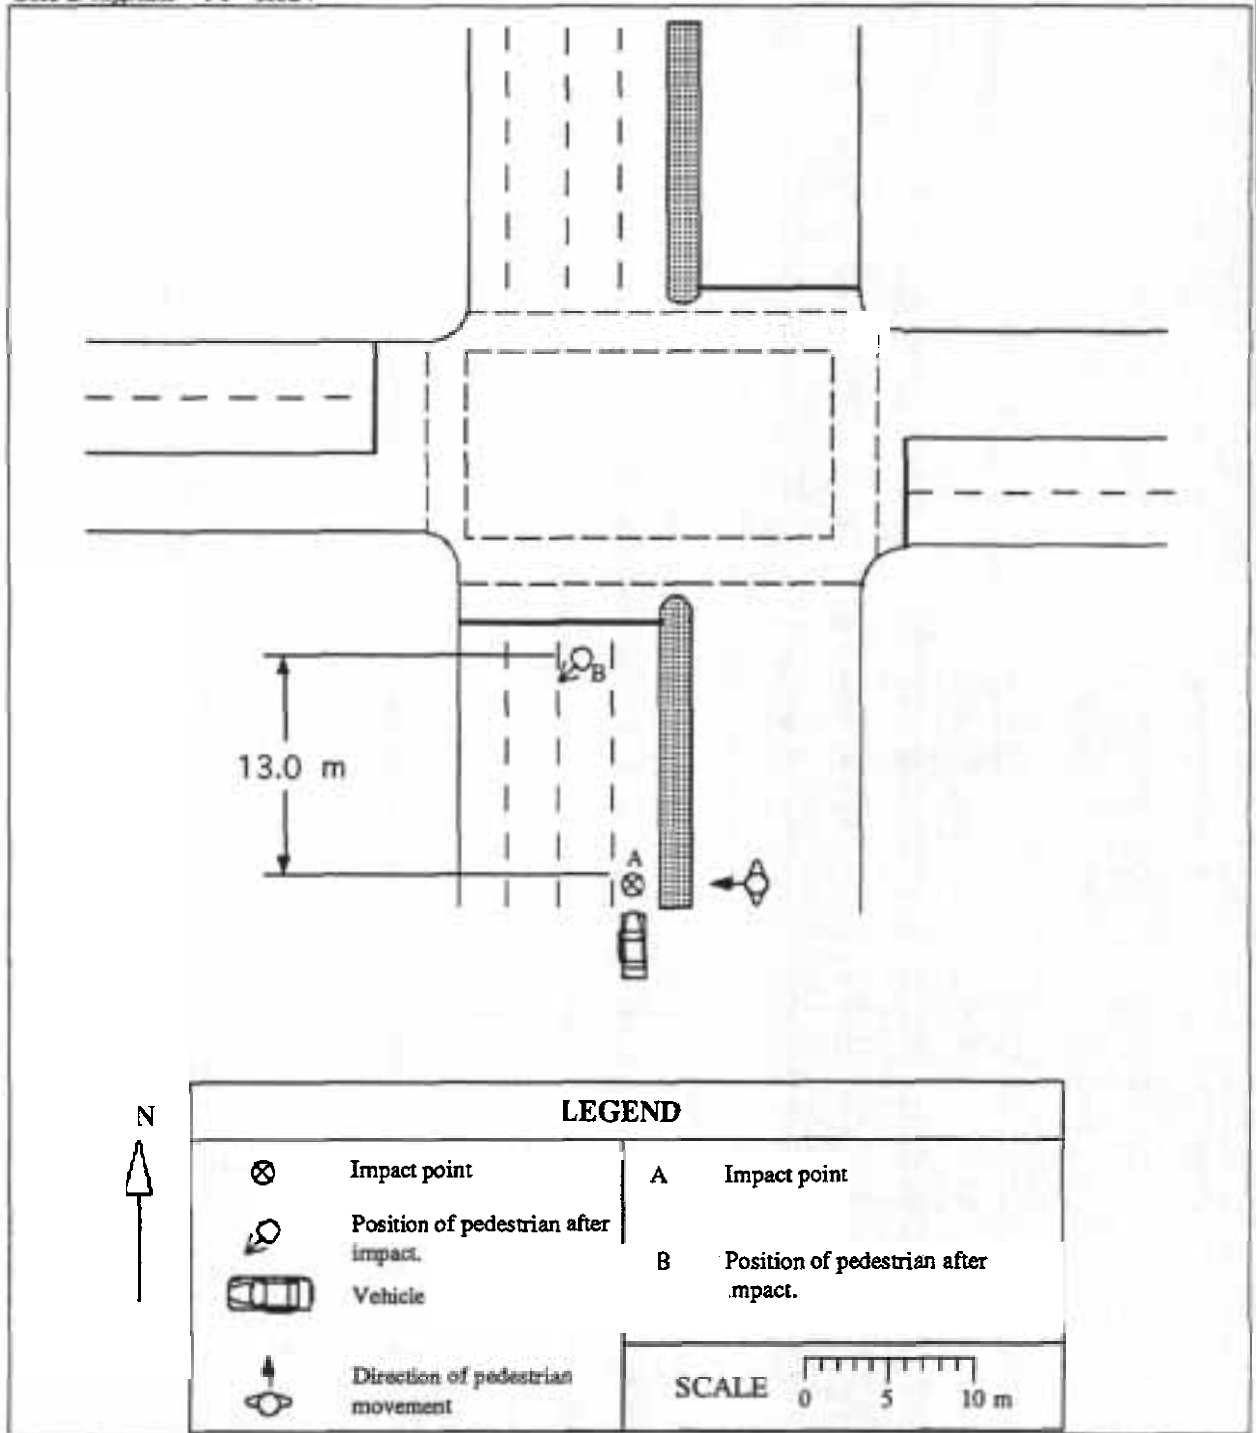 B
13.0 m
A
N
LEGEND
Impact point
Position of pedestrian after
impact.
Vehicle
Direction of pedestrian
movement
A Impact point
B Position of pedestrian after
mpact.
SCALE
0 5 10 m